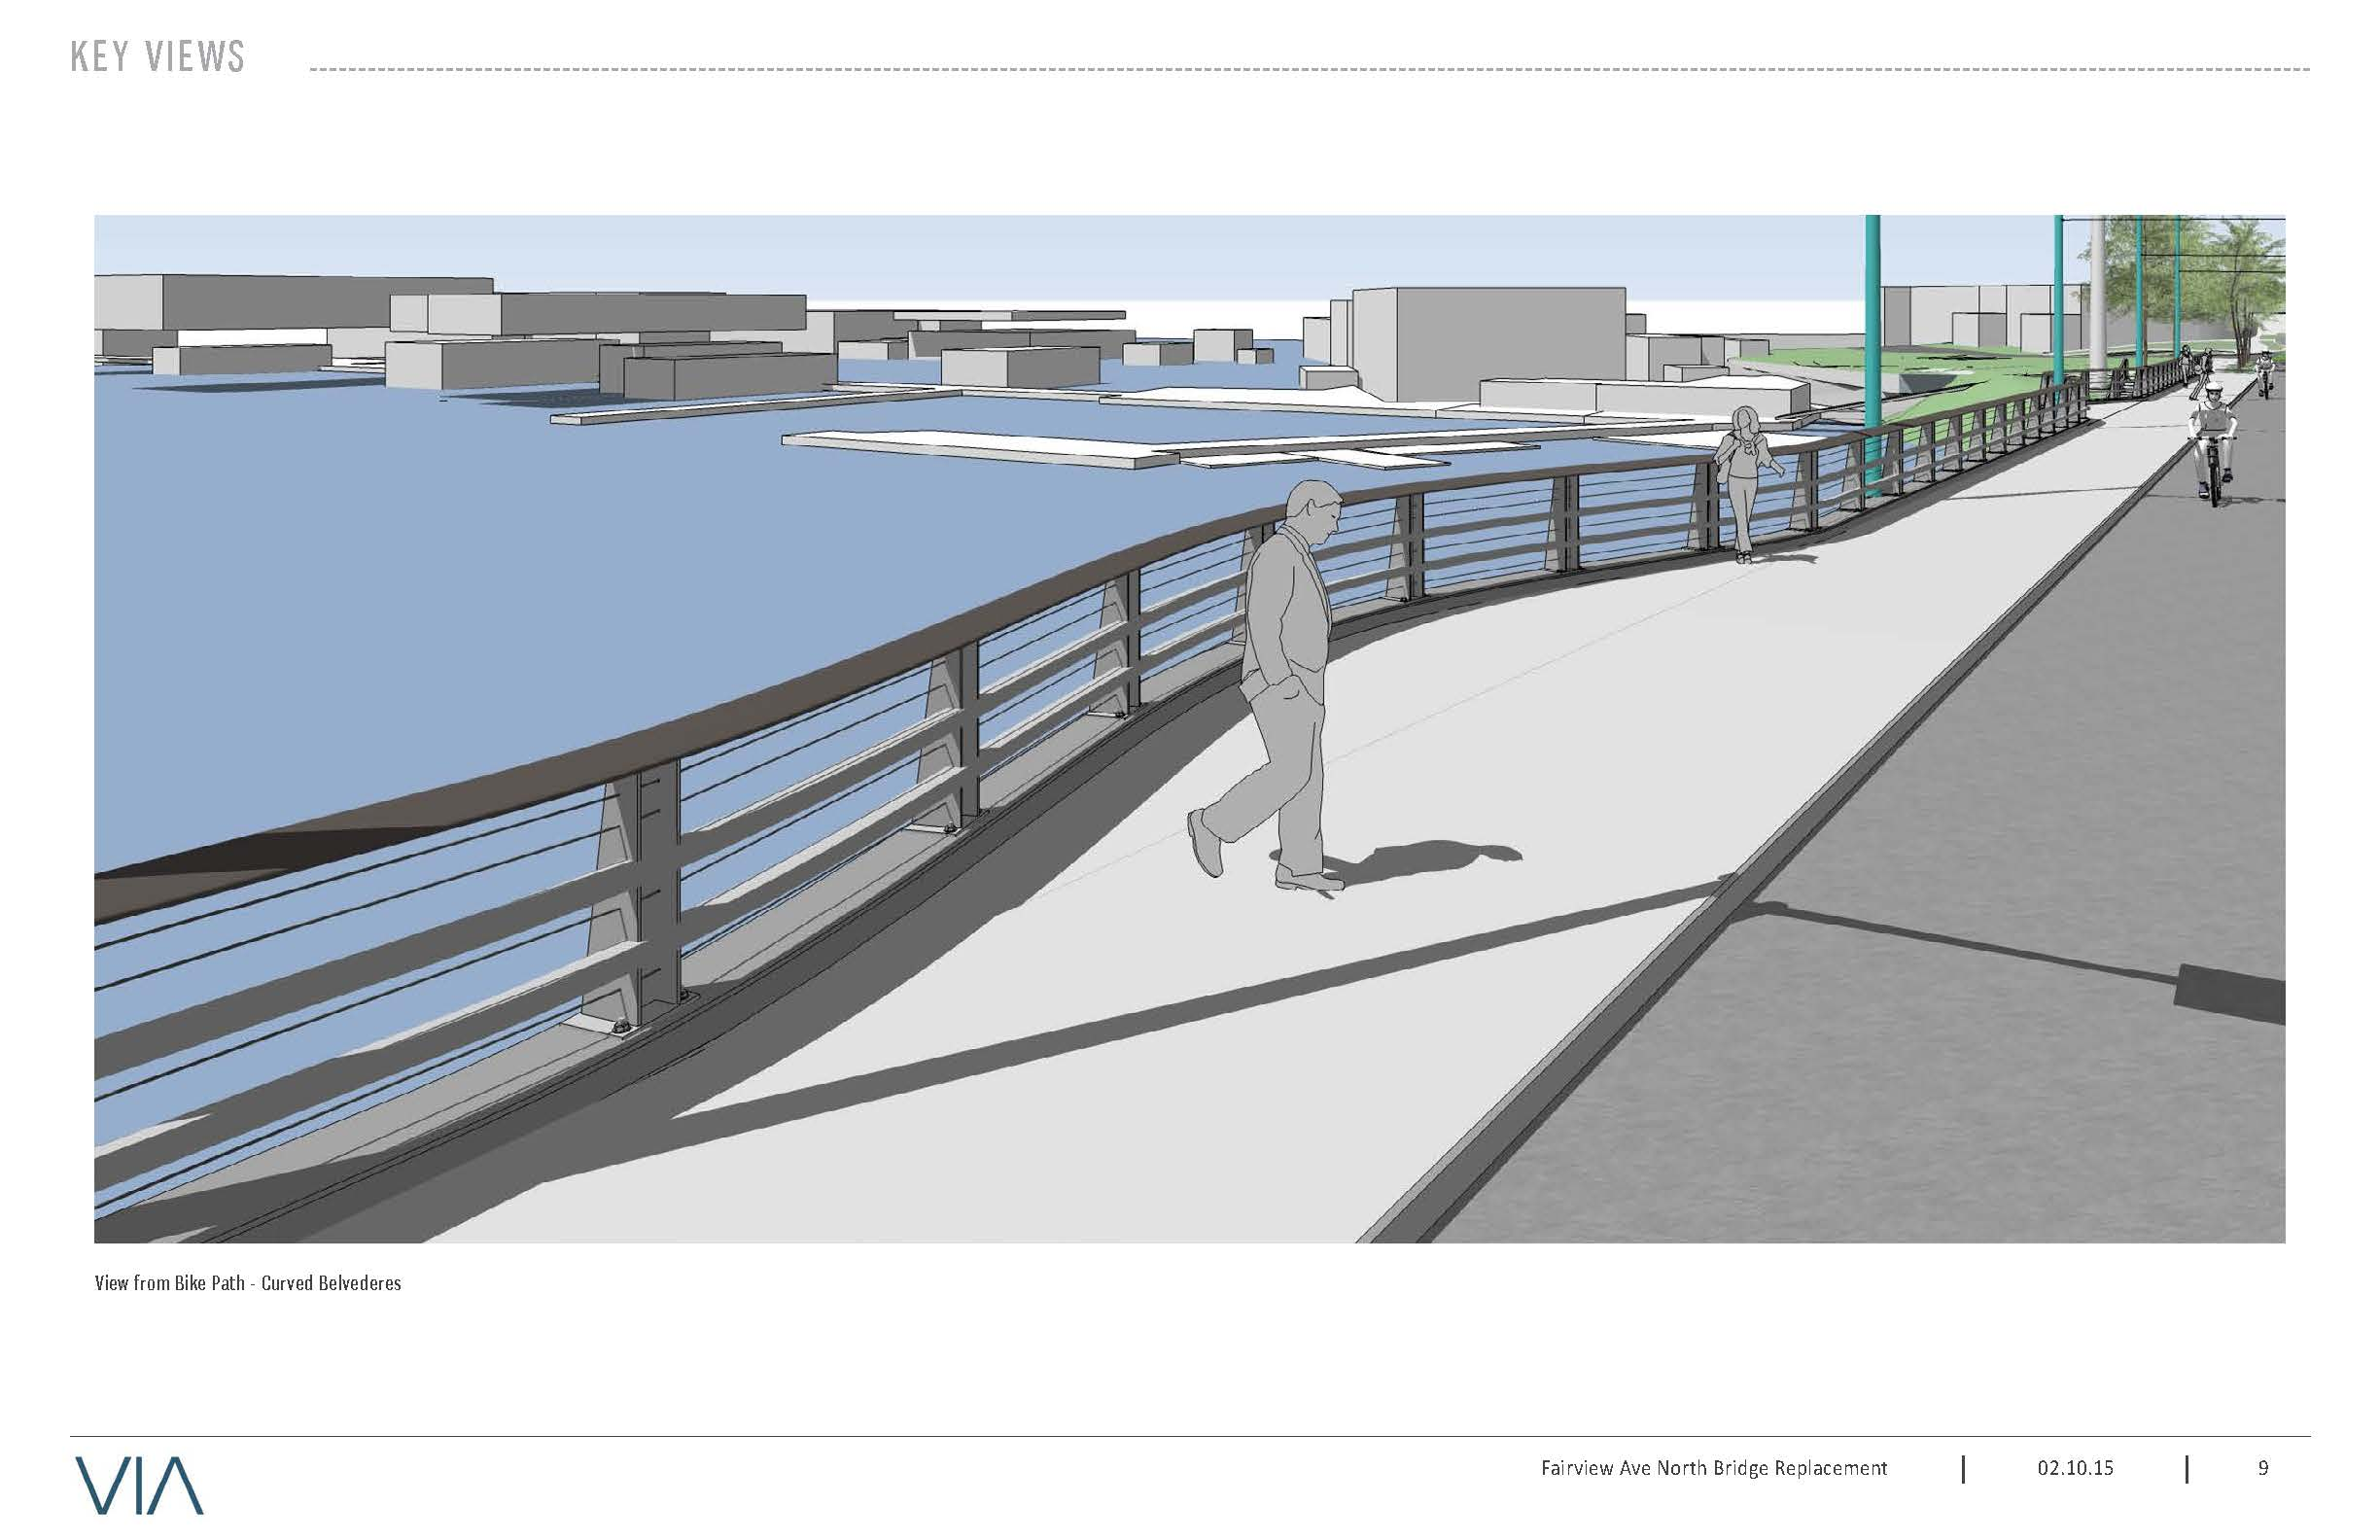 KEY VIEWS
View from Bike Path - Curved Belvederes
VIA
Fairview Ave North Bridge Replacement | 02.10.15 | 9